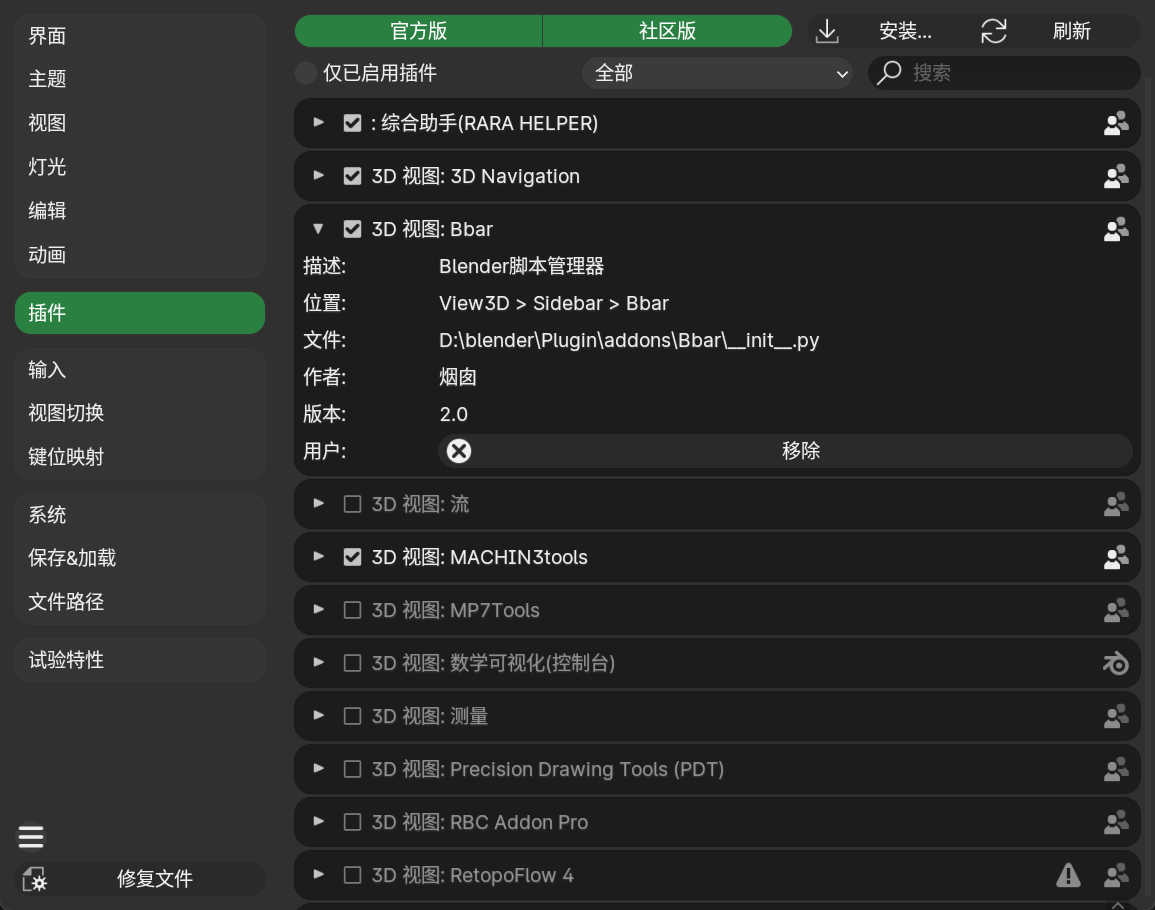 界面
主题
视图
灯光
编辑
动画
插件
输入
视图切换
键位映射
系统
保存&加载
文件路径
试验特性
修复文件
官方版 社区版 安装... 刷新
仅已启用插件 全部 搜索
: 综合助手(RARA HELPER)
3D 视图: 3D Navigation
3D 视图: Bbar
描述: Blender脚本管理器
位置: View3D > Sidebar > Bbar
文件: D:\blender\Plugin\addons\Bbar\__init__.py
作者: 烟囱
版本: 2.0
用户: 移除
3D 视图: 流
3D 视图: MACHIN3tools
3D 视图: MP7Tools
3D 视图: 数学可视化(控制台)
3D 视图: 测量
3D 视图: Precision Drawing Tools (PDT)
3D 视图: RBC Addon Pro
3D 视图: RetopoFlow 4